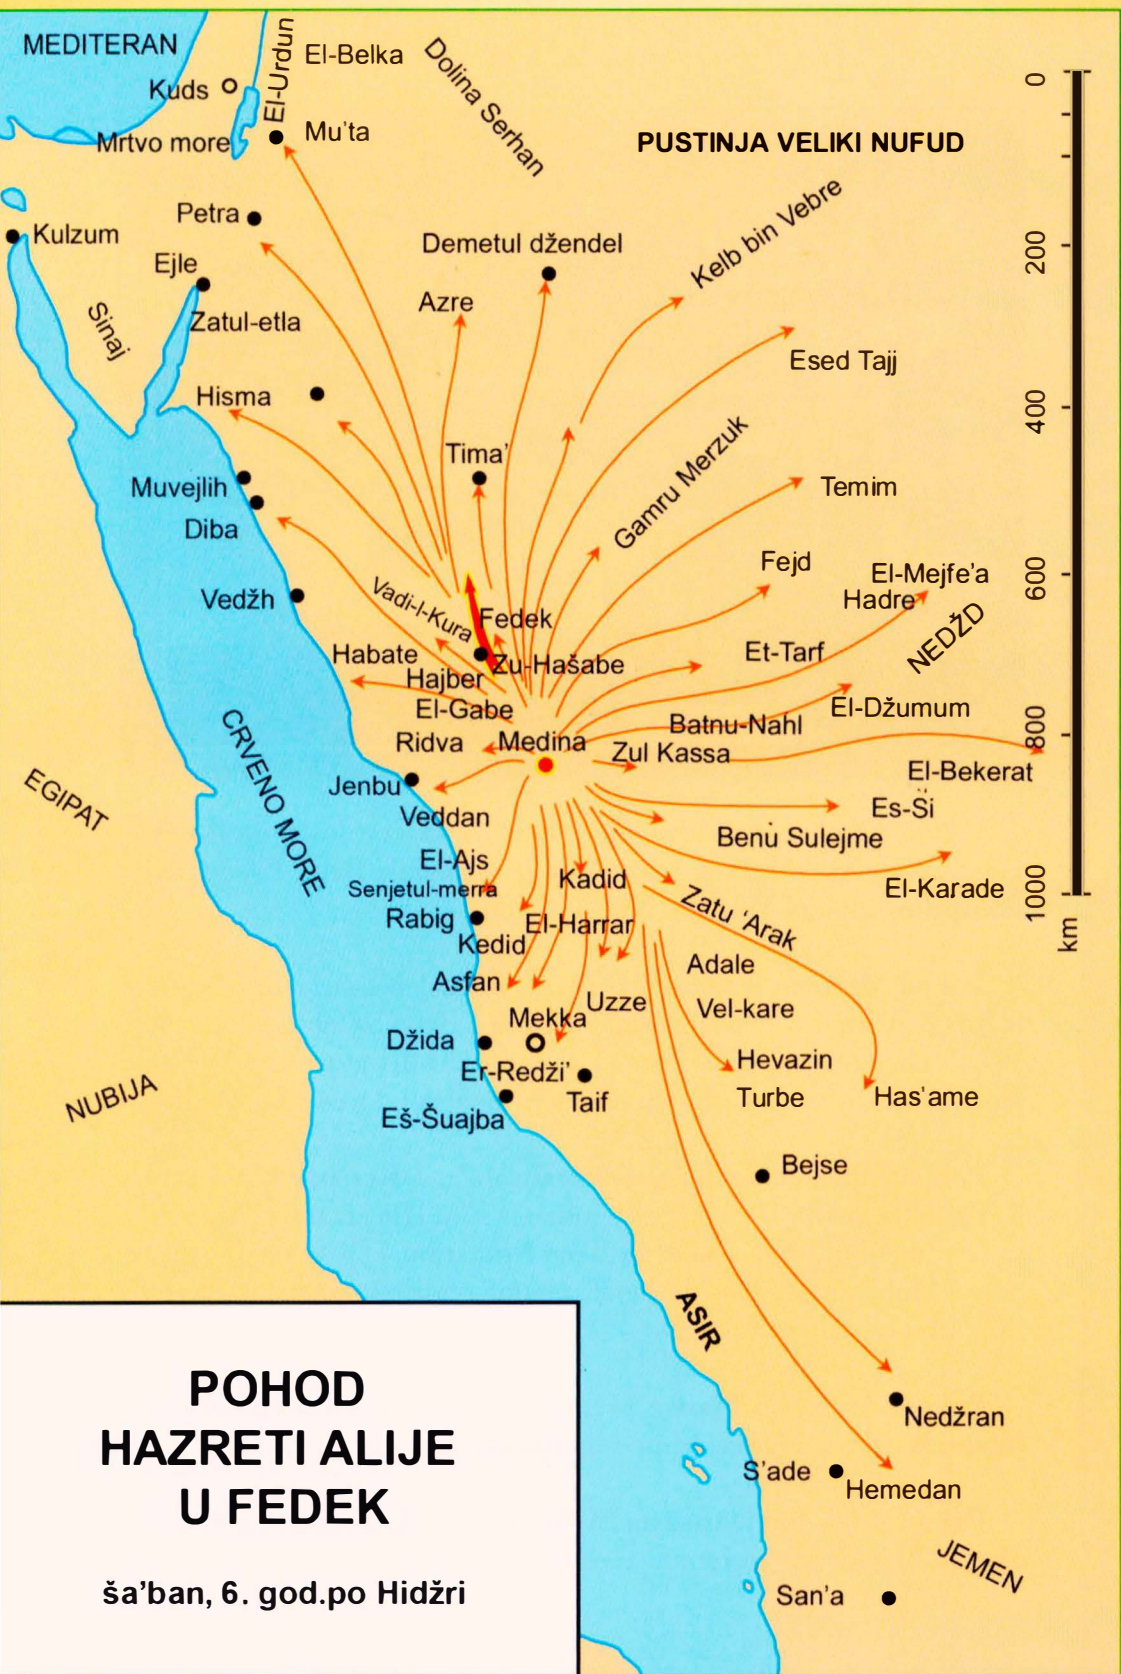 MEDITERAN
El-Urdun
El-Belka
Dolina Serhan
Kuds
Mrtvo more
Mu'ta
PUSTINJA VELIKI NUFUD
0
200
400
600
800
1000
km
Petra
Kulzum
Ejle
Sinaj
Zatul-etla
Demetul džendel
Azre
Kelb bin Vebre
Esed Tajj
Hisma
Tima'
Gamru Merzuk
Temim
Muvejlih
Diba
Fejd
El-Mejfe'a
Hadre
NEDŽD
Vedžh
Vadi-l-Kura
Fedek
Habate
Zu-Hašabe
Et-Tarf
Hajber
El-Gabe
El-Džumum
Batnu-Nahl
Ridva
Medina
Zul Kassa
El-Bekerat
CRVENO MORE
EGIPAT
Jenbu
Veddan
Es-Ši
Benu Sulejme
El-Ajs
Senjetul-merra
Kadid
El-Karade
Zatu 'Arak
Rabig
El-Harrar
Kedid
Adale
Asfan
Uzze
Vel-kare
Mekka
Džida
Hevazin
Er-Redži'
Taif
Turbe
Has'ame
Eš-Šuajba
NUBIJA
Bejse
ASIR
Nedžran
S'ade
Hemedan
JEMEN
San'a
POHOD
HAZRETI ALIJE
U FEDEK
ša'ban, 6. god.po Hidžri